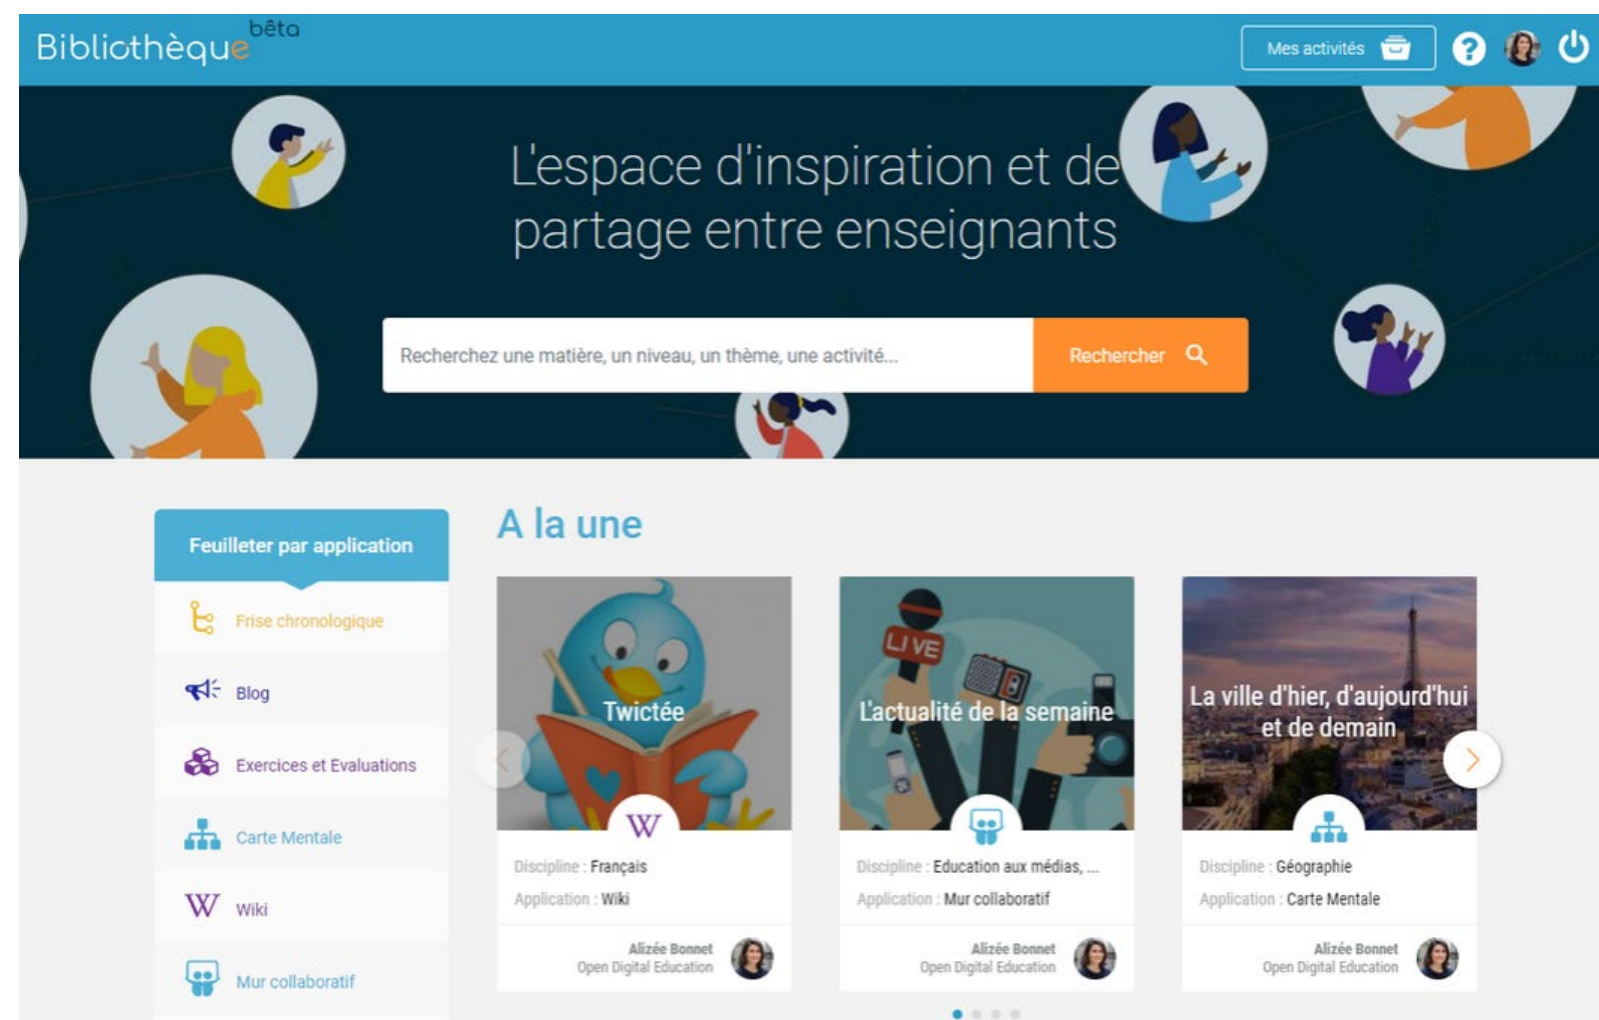 Bibliothèque bêta
Mes activités
L'espace d'inspiration et de
partage entre enseignants
Recherchez une matière, un niveau, un thème, une activité...
Rechercher
Feuilleter par application
Frise chronologique
Blog
Exercices et Evaluations
Carte Mentale
Wiki
Mur collaboratif
A la une
Twictée
W
Discipline : Français
Application : Wiki
Alizée Bonnet
Open Digital Education
LIVE
L'actualité de la semaine
Discipline : Education aux médias, ...
Application : Mur collaboratif
Alizée Bonnet
Open Digital Education
La ville d'hier, d'aujourd'hui
et de demain
Discipline : Géographie
Application : Carte Mentale
Alizée Bonnet
Open Digital Education